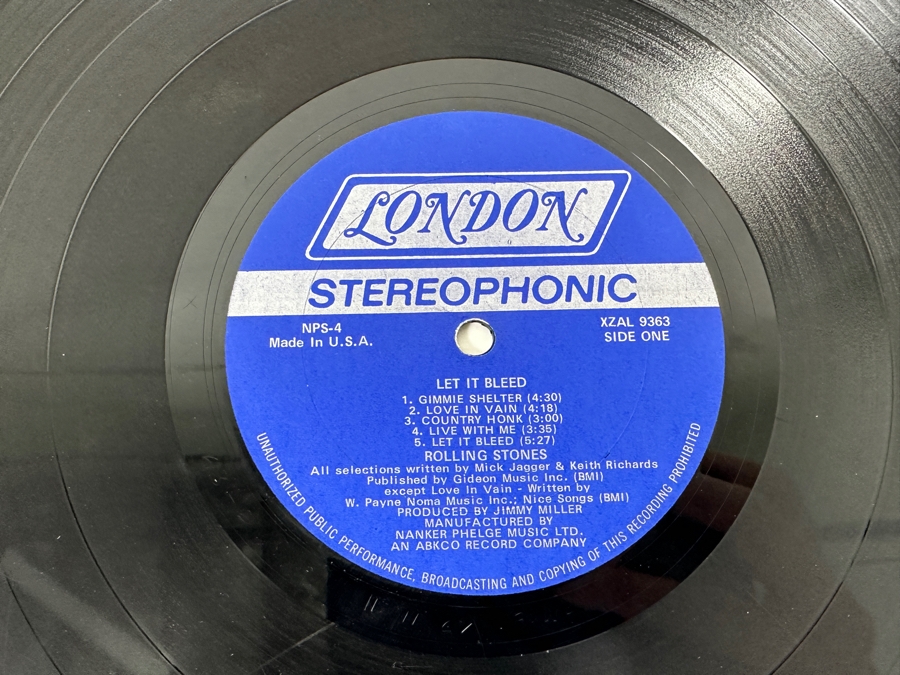 LONDON
STEREOPHONIC
NPS-4
Made In U.S.A.
XZAL 9363
SIDE ONE
LET IT BLEED
1. GIMMIE SHELTER (4:30)
2. LOVE IN VAIN (4:18)
3. COUNTRY HONK (3:00)
4. LIVE WITH ME (3:35)
5. LET IT BLEED (5:27)
ROLLING STONES
All selections written by Mick Jagger & Keith Richards
Published by Gideon Music Inc. (BMI)
except Love In Vain - Written by
W. Payne Noma Music Inc.; Nice Songs (BMI)
PRODUCED BY JIMMY MILLER
MANUFACTURED BY
NANKER PHELGE MUSIC LTD.
AN ABKCO RECORD COMPANY
UNAUTHORIZED PUBLIC PERFORMANCE, BROADCASTING AND COPYING OF THIS RECORDING PROHIBITED